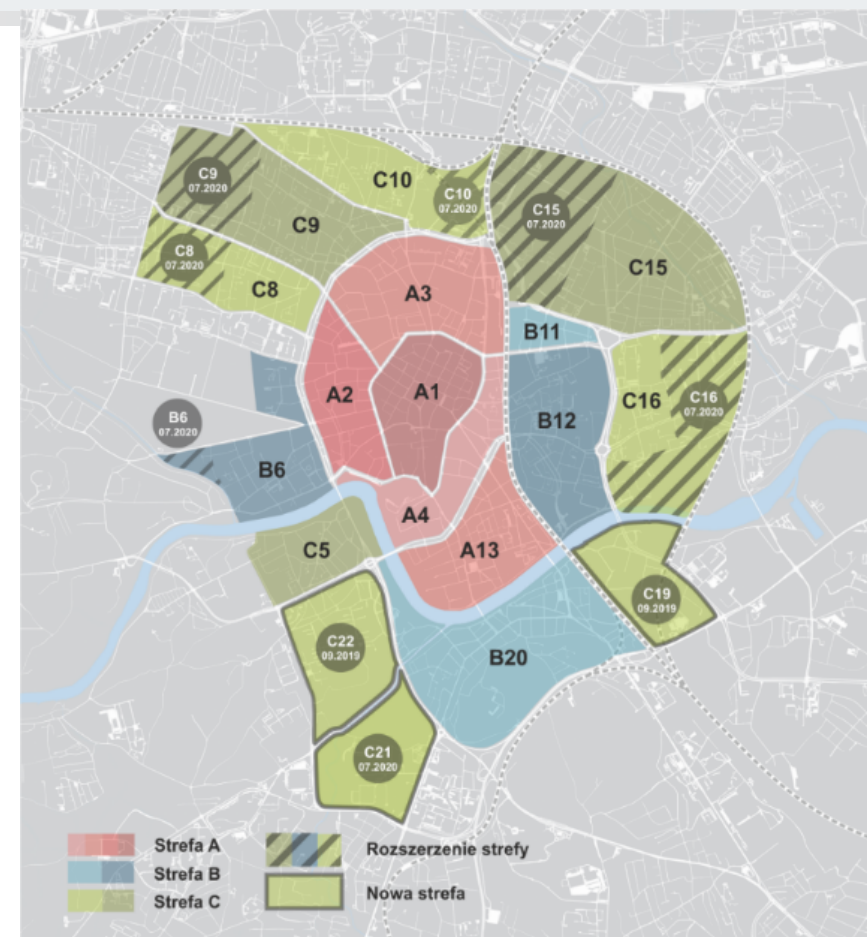 C9
07.2020
C10
C10
07.2020
C15
07.2020
C9
C8
07.2020
C15
C8
A3
B11
A2
A1
C16
C16
07.2020
B6
07.2020
B12
B6
A4
C5
A13
C19
09.2019
C22
09.2019
B20
C21
07.2020
Strefa A
Strefa B
Strefa C
Rozszerzenie strefy
Nowa strefa